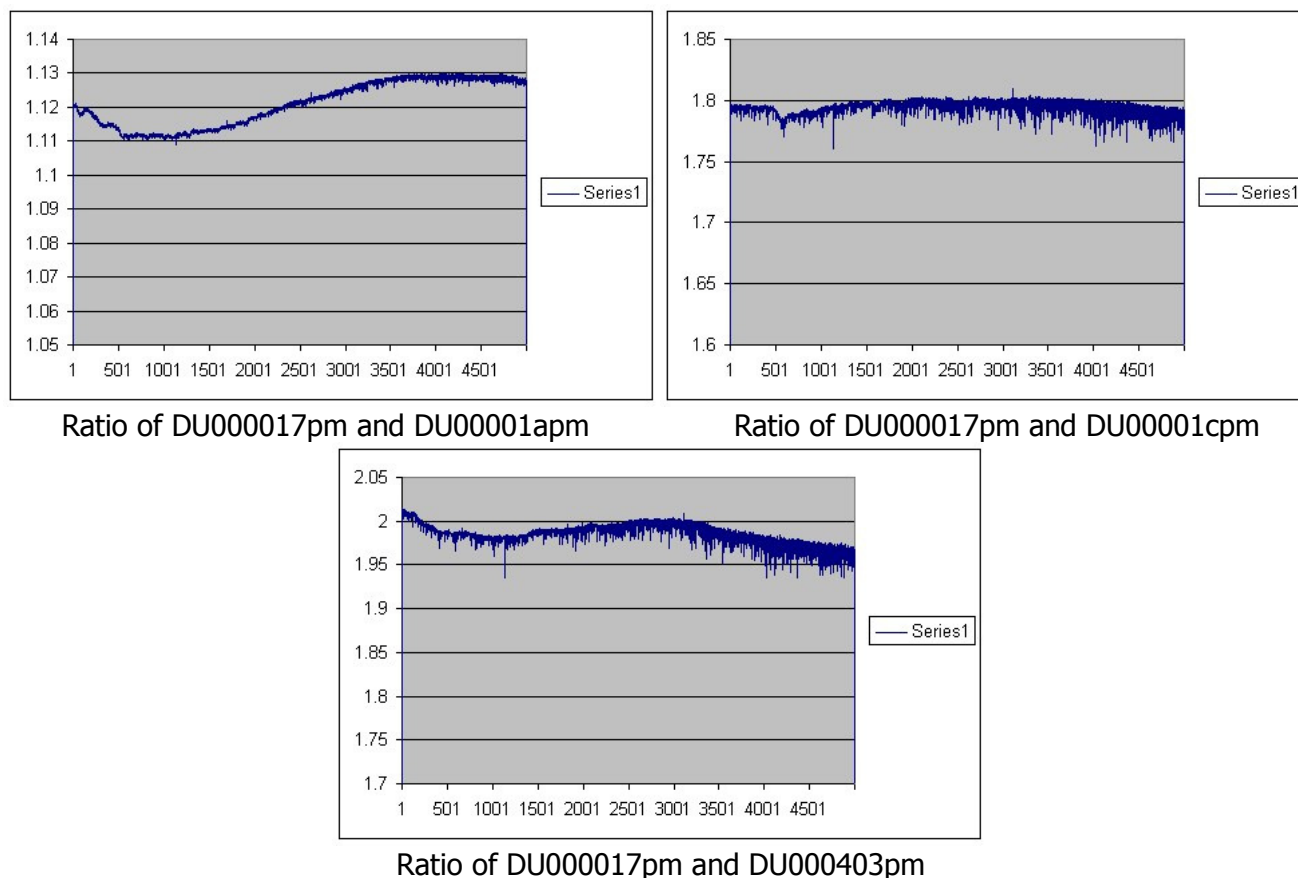 1.14
1.13
1.12
1.11
1.1
1.09
1.08
1.07
1.06
1.05
1 501 1001 1501 2001 2501 3001 3501 4001 4501
Series1
Ratio of DU000017pm and DU00001apm
1.85
1.8
1.75
1.7
1.65
1.6
1 501 1001 1501 2001 2501 3001 3501 4001 4501
Series1
Ratio of DU000017pm and DU00001cpm
2.05
2
1.95
1.9
1.85
1.8
1.75
1.7
1 501 1001 1501 2001 2501 3001 3501 4001 4501
Series1
Ratio of DU000017pm and DU000403pm